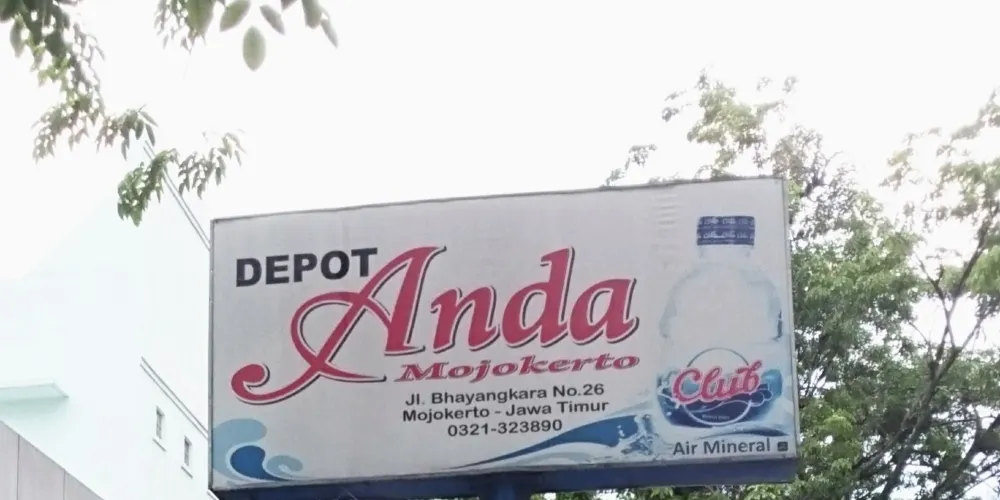 DEPOT
Anda
Mojokerto
Jl. Bhayangkara No.26
Mojokerto - Jawa Timur
0321-323890
Club
Air Mineral